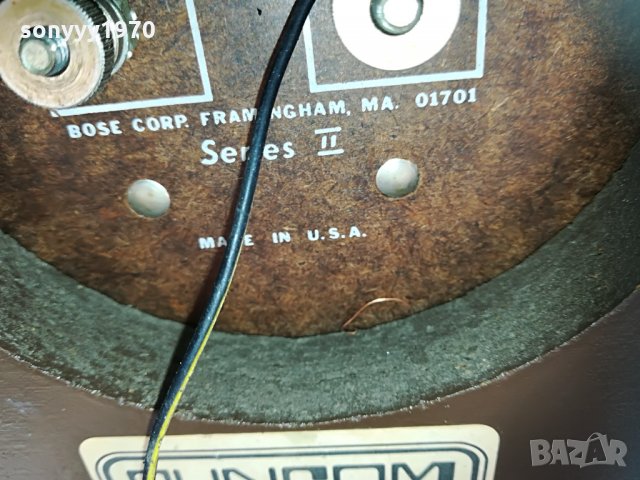 sonyyy1970
BOSE CORP. FRAMINGHAM, MA. 01701
Series II
MADE IN U.S.A.
BAZAR